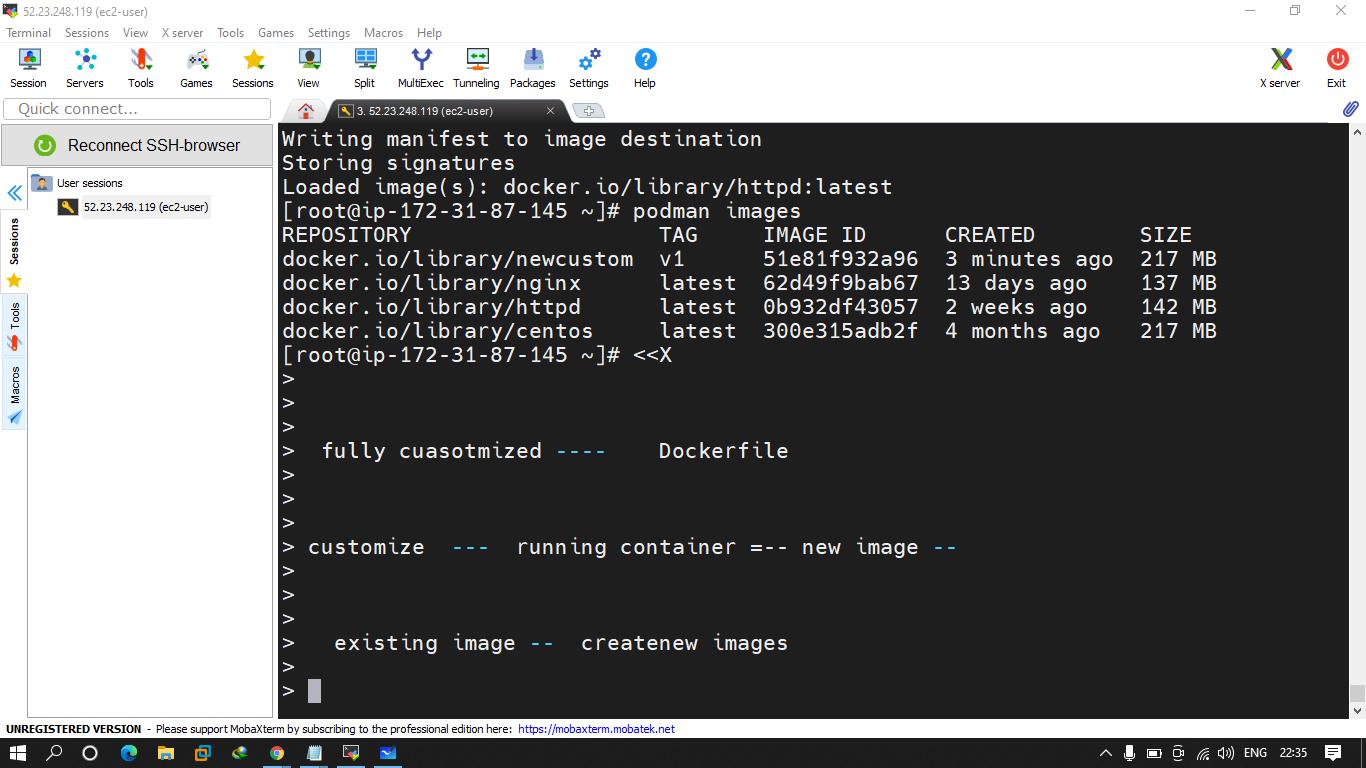 52.23.248.119 (ec2-user)
Terminal Sessions View X server Tools Games Settings Macros Help
Session Servers Tools Games Sessions View Split MultiExec Tunneling Packages Settings Help X server Exit
Quick connect...
3. 52.23.248.119 (ec2-user)
Reconnect SSH-browser
User sessions
52.23.248.119 (ec2-user)
Sessions
Tools
Macros
Writing manifest to image destination
Storing signatures
Loaded image(s): docker.io/library/httpd:latest
[root@ip-172-31-87-145 ~]# podman images
REPOSITORY TAG IMAGE ID CREATED SIZE
docker.io/library/newcustom v1 51e81f932a96 3 minutes ago 217 MB
docker.io/library/nginx latest 62d49f9bab67 13 days ago 137 MB
docker.io/library/httpd latest 0b932df43057 2 weeks ago 142 MB
docker.io/library/centos latest 300e315adb2f 4 months ago 217 MB
[root@ip-172-31-87-145 ~]# <<X
>
>
>
> fully cuasotmized ---- Dockerfile
>
>
>
> customize --- running container =-- new image --
>
>
>
> existing image -- createnew images
>
>
UNREGISTERED VERSION - Please support MobaXterm by subscribing to the professional edition here: https://mobaxterm.mobatek.net
ENG 22:35